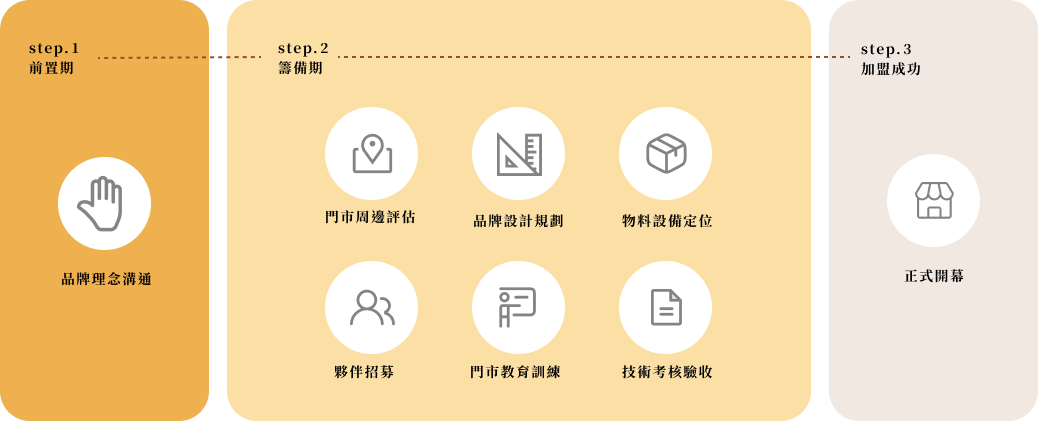 step.1
前置期
品牌理念溝通
step.2
籌備期
門市周邊評估
品牌設計規劃
物料設備定位
夥伴招募
門市教育訓練
技術考核驗收
step.3
加盟成功
正式開幕